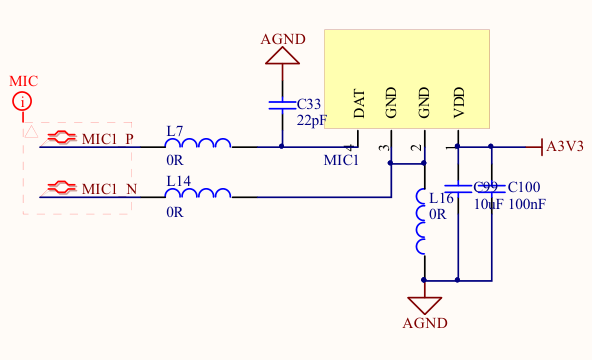 AGND
MIC
i
C33
22pF
DAT
GND
GND
VDD
L7
MIC1_P
0R
4
3
2
1
MIC1
A3V3
L14
MIC1_N
0R
L16
0R
C99
10uF
C100
100nF
AGND